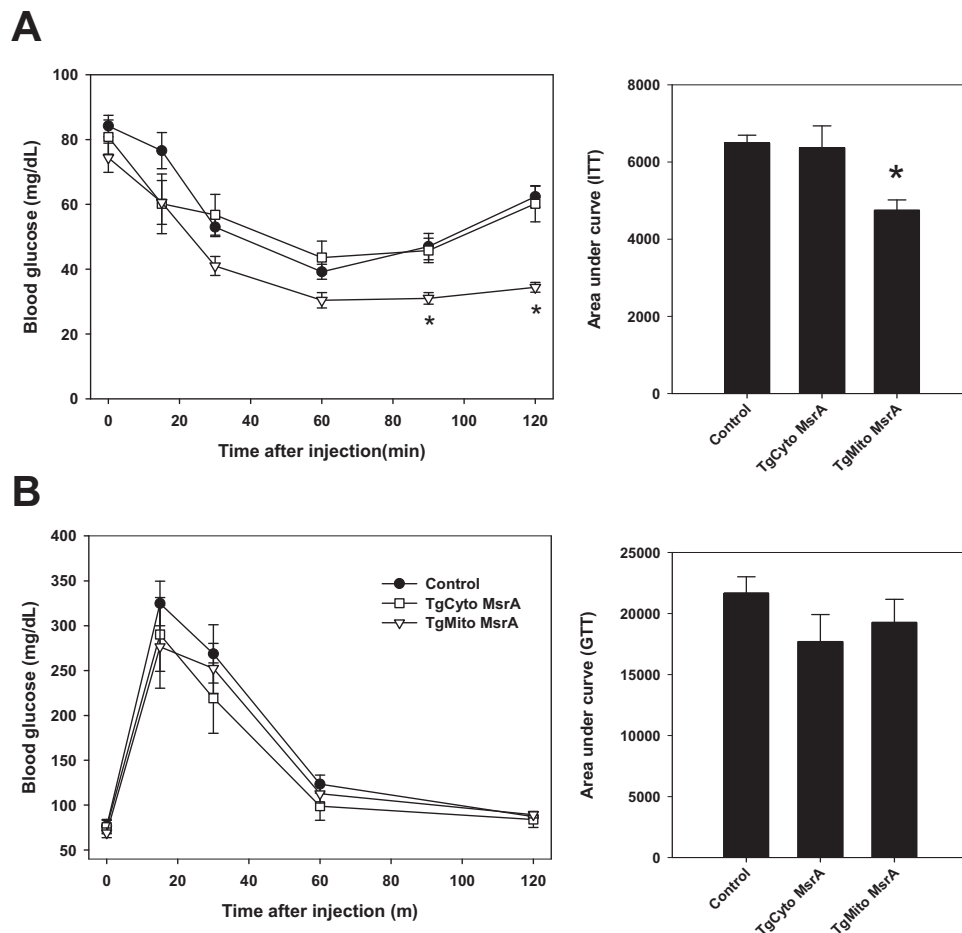 A
100
80
60
40
20
0
Blood glucose (mg/dL)
0 20 40 60 80 100 120
Time after injection(min)
* *
8000
6000
4000
2000
0
Area under curve (ITT)
*
Control
TgCyto MsrA
TgMito MsrA
B
400
350
300
250
200
150
100
50
Blood glucose (mg/dL)
Control
TgCyto MsrA
TgMito MsrA
0 20 40 60 80 100 120
Time after injection (m)
25000
20000
15000
10000
5000
0
Area under curve (GTT)
Control
TgCyto MsrA
TgMito MsrA